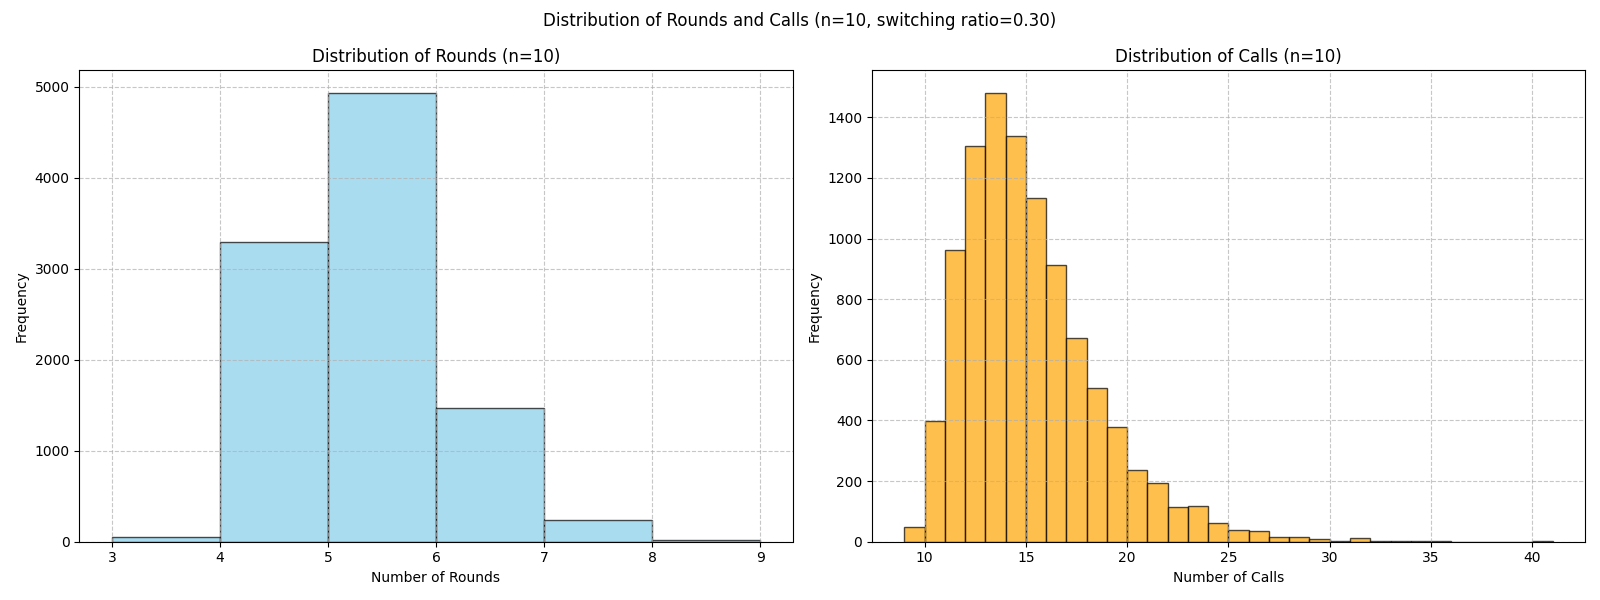 Distribution of Rounds and Calls (n=10, switching ratio=0.30)
Distribution of Rounds (n=10)
5000
4000
3000
2000
1000
0
Frequency
3 4 5 6 7 8 9
Number of Rounds
Distribution of Calls (n=10)
1400
1200
1000
800
600
400
200
0
Frequency
10 15 20 25 30 35 40
Number of Calls